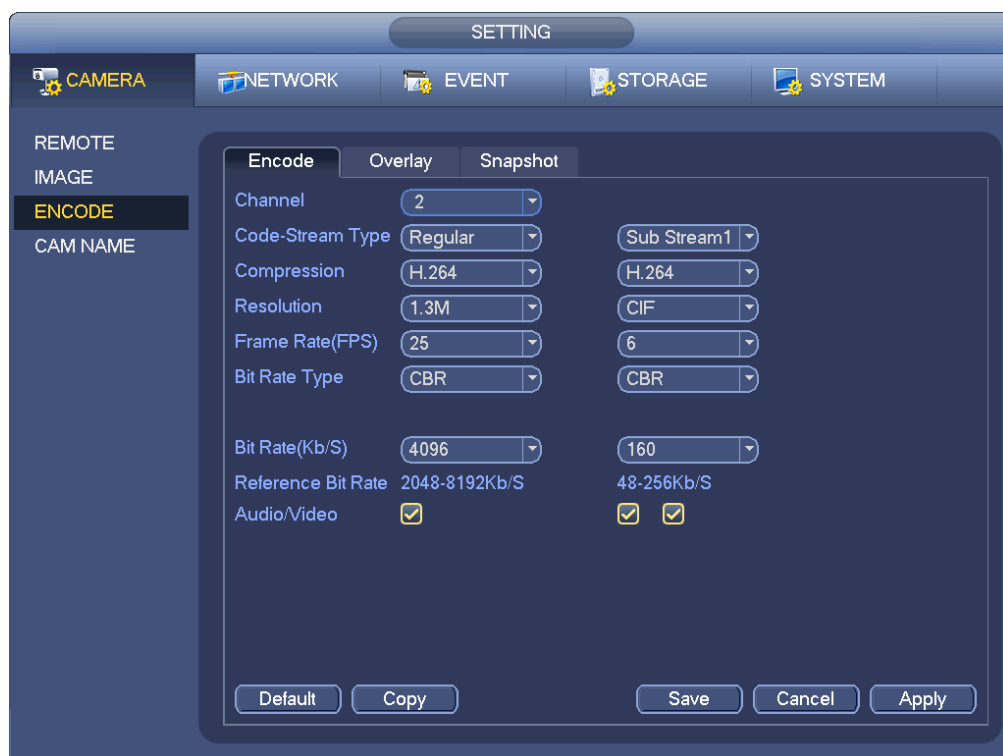 SETTING
CAMERA NETWORK EVENT STORAGE SYSTEM
REMOTE
IMAGE
ENCODE
CAM NAME
Encode Overlay Snapshot
Channel 2
Code-Stream Type Regular Sub Stream1
Compression H.264 H.264
Resolution 1.3M CIF
Frame Rate(FPS) 25 6
Bit Rate Type CBR CBR
Bit Rate(Kb/S) 4096 160
Reference Bit Rate 2048-8192Kb/S 48-256Kb/S
Audio/Video
Default Copy Save Cancel Apply